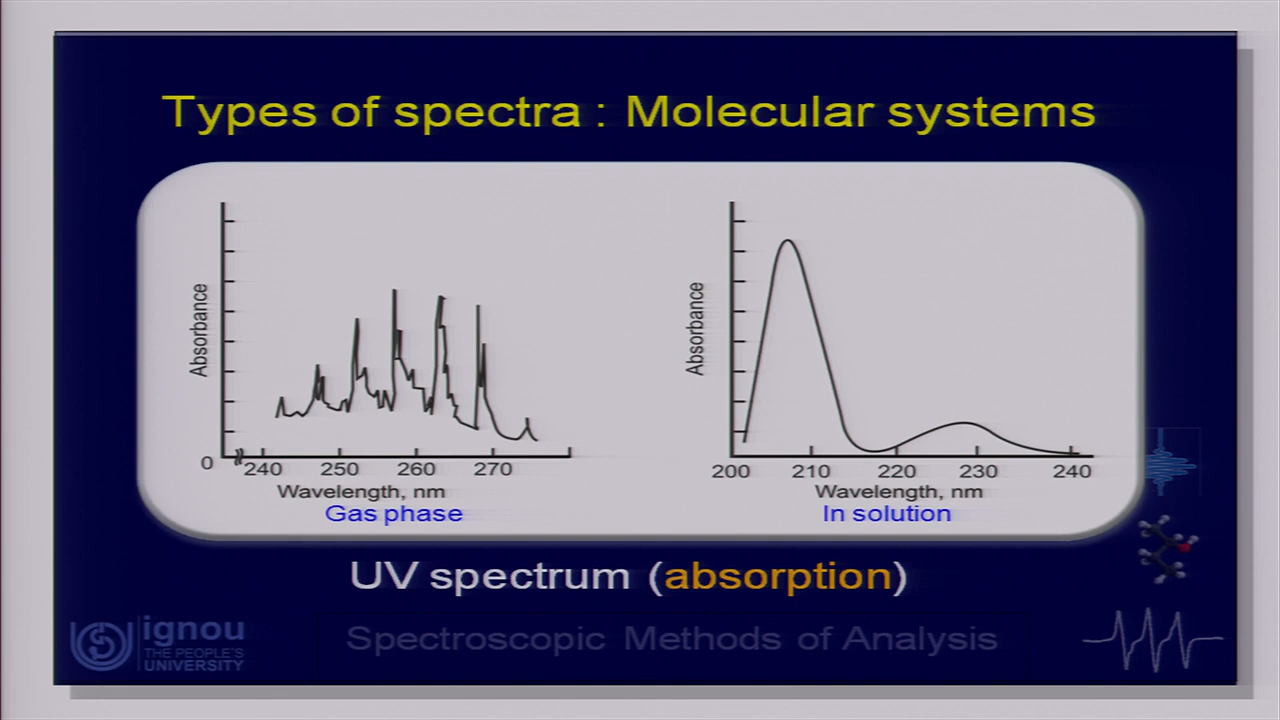 Types of spectra : Molecular systems
Absorbance
0
240 250 260 270
Wavelength, nm
Gas phase
Absorbance
200 210 220 230 240
Wavelength, nm
In solution
UV spectrum (absorption)
ignou
THE PEOPLE'S
UNIVERSITY
Spectroscopic Methods of Analysis